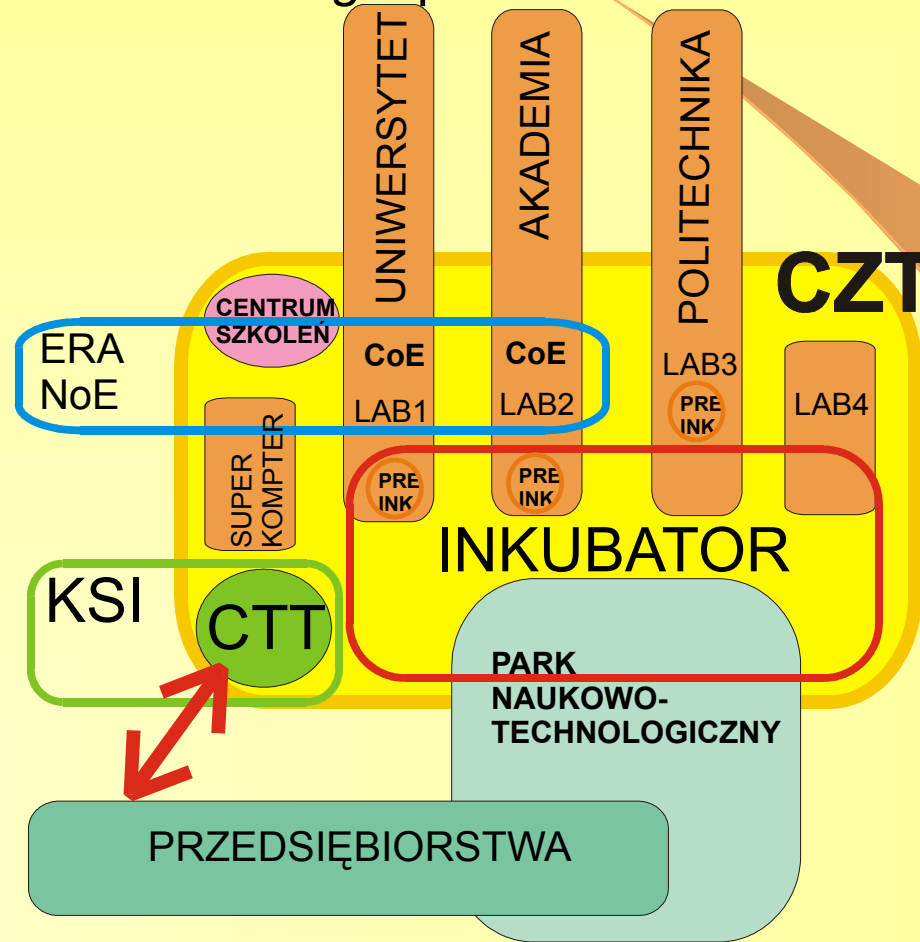 UNIWERSYTET
AKADEMIA
POLITECHNIKA
CZT
CENTRUM
SZKOLEŃ
ERA
NoE
CoE
CoE
LAB1
LAB2
LAB3
LAB4
PRE
INK
PRE
INK
PRE
INK
SUPER
KOMPTER
INKUBATOR
KSI
CTT
PARK
NAUKOWO-
TECHNOLOGICZNY
PRZEDSIĘBIORSTWA